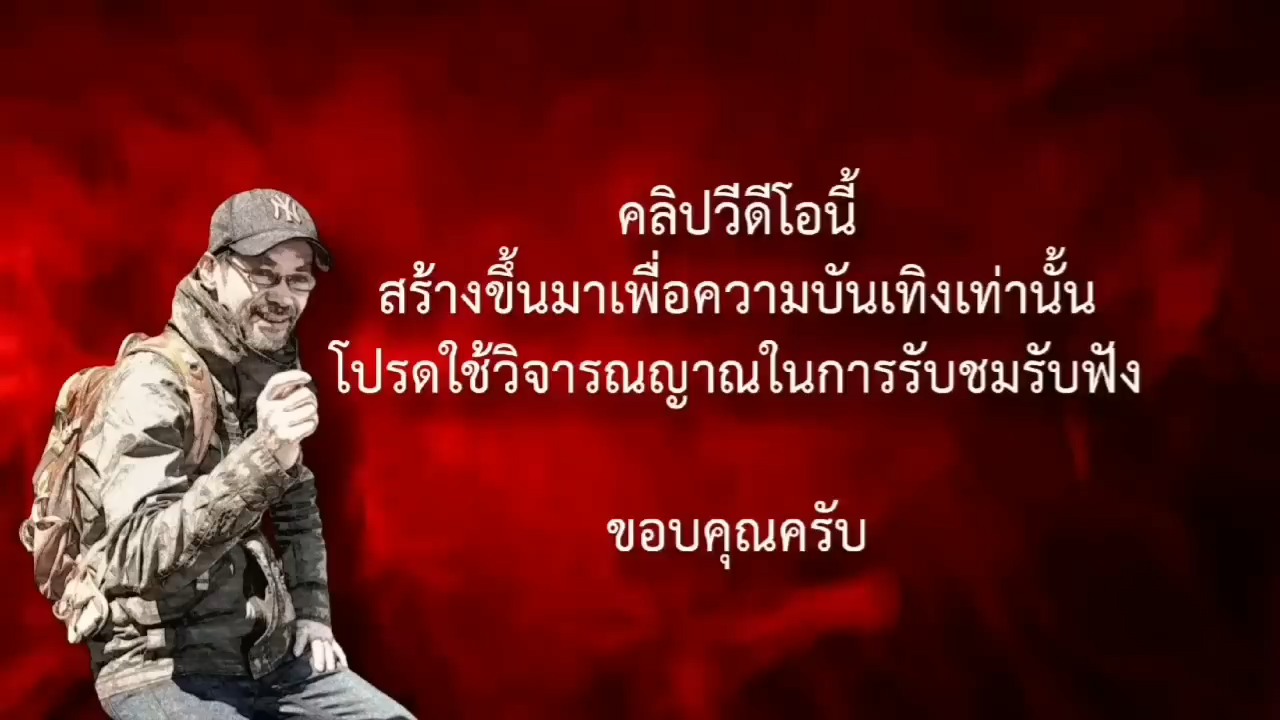 NY
คลิปวีดีโอนี้
สร้างขึ้นมาเพื่อความบันเทิงเท่านั้น
โปรดใช้วิจารณญาณในการรับชมรับฟัง
ขอบคุณครับ